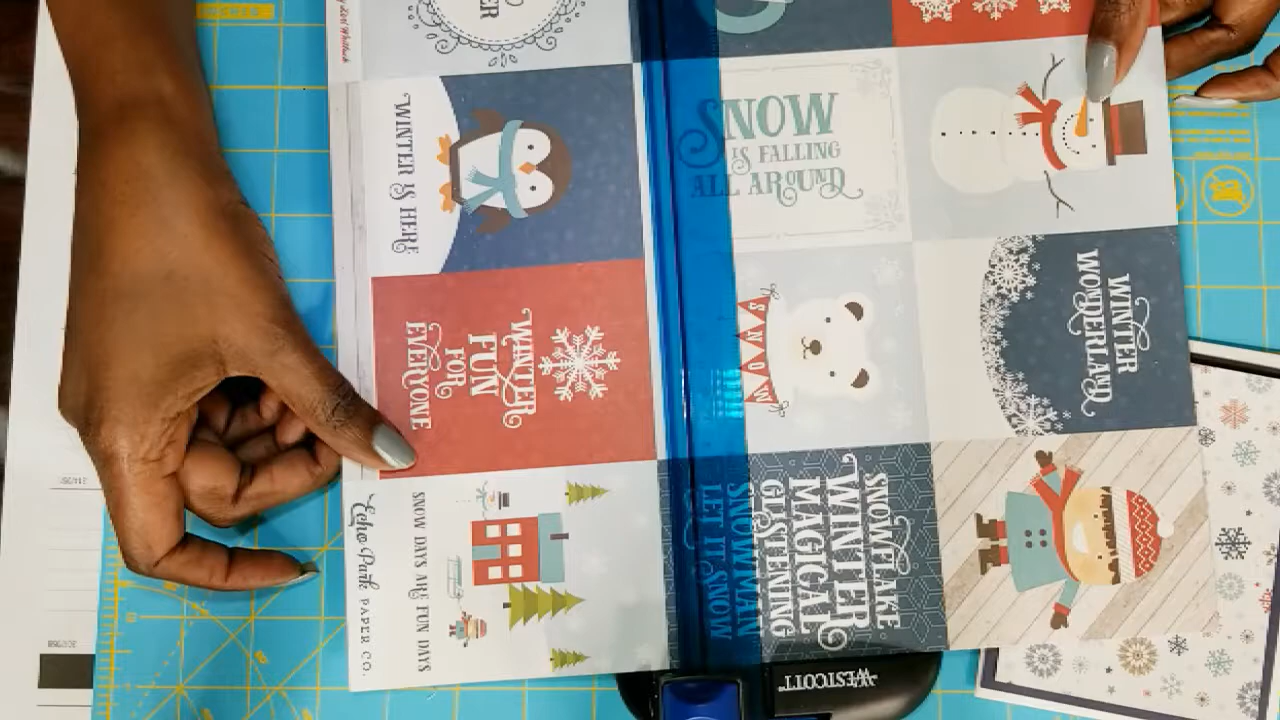 WINTER IS HERE
SNOW
IS FALLING
ALL AROUND
WINTER
WONDERLAND
WINTER
FUN
FOR
EVERYONE
SNOW
SNOWFLAKE
WINTER
MAGICAL
GLISTENING
SNOWMAN
LET IT SNOW
SNOW DAYS ARE FUN DAYS
Echo Park PAPER CO.
WESTCOTT